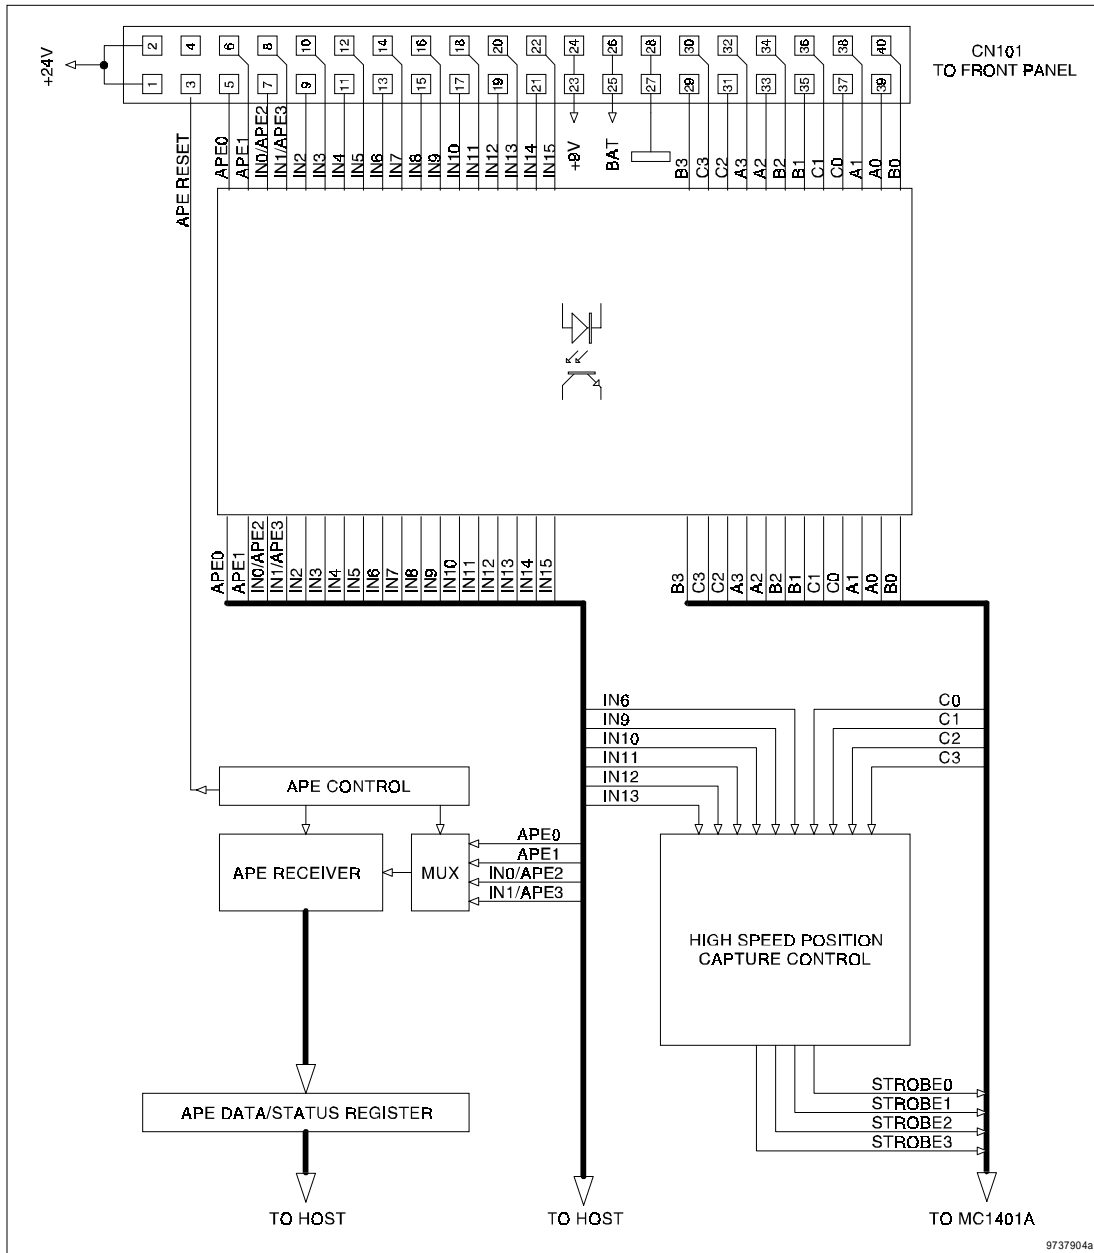 2 4 6 8 10 12 14 16 18 20 22 24 26 28 30 32 34 36 38 40
1 3 5 7 9 11 13 15 17 19 21 23 25 27 29 31 33 35 37 39
CN101
TO FRONT PANEL
+24V
APE RESET
APE0
APE1
IN0/APE2
IN1/APE3
IN2
IN3
IN4
IN5
IN6
IN7
IN8
IN9
IN10
IN11
IN12
IN13
IN14
IN15
+9V
BAT
B3
C3
C2
A3
A2
B2
B1
C1
C0
A1
A0
B0
APE0
APE1
IN0/APE2
IN1/APE3
IN2
IN3
IN4
IN5
IN6
IN7
IN8
IN9
IN10
IN11
IN12
IN13
IN14
IN15
B3
C3
C2
A3
A2
B2
B1
C1
C0
A1
A0
B0
IN6
IN9
IN10
IN11
IN12
IN13
C0
C1
C2
C3
APE CONTROL
APE RECEIVER
MUX
APE0
APE1
IN0/APE2
IN1/APE3
HIGH SPEED POSITION
CAPTURE CONTROL
STROBE0
STROBE1
STROBE2
STROBE3
APE DATA/STATUS REGISTER
TO HOST
TO HOST
TO MC1401A
9737904a